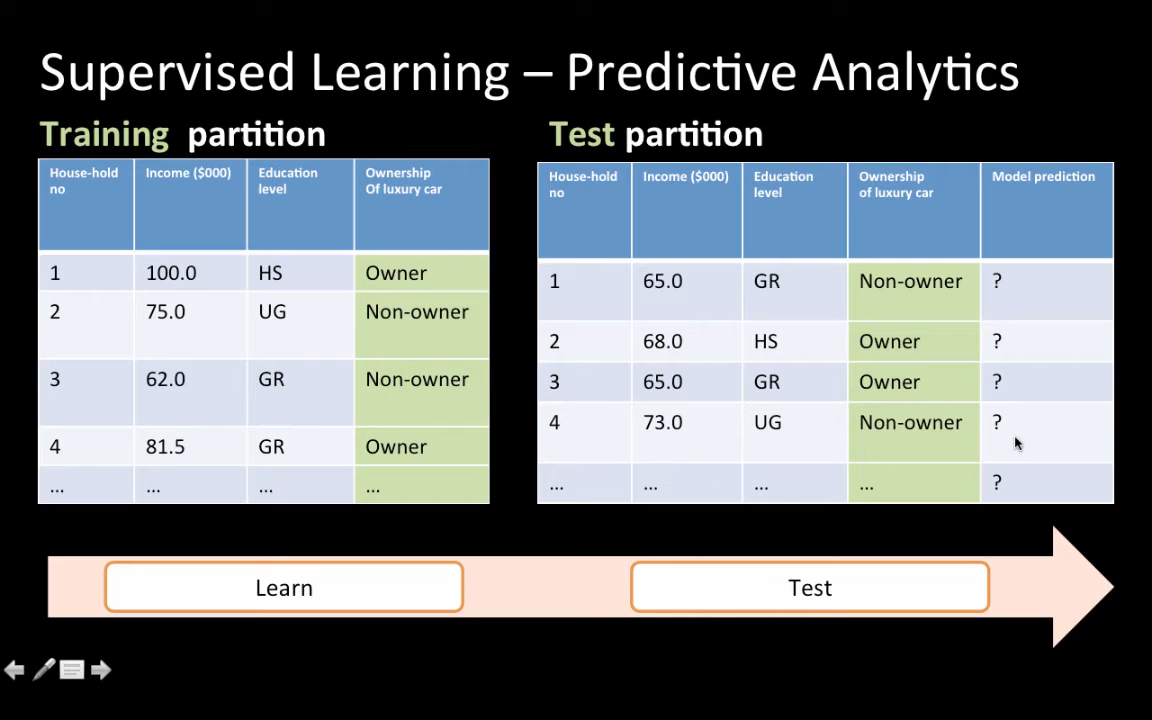 Supervised Learning – Predictive Analytics
Training partition
House-hold no Income ($000) Education level Ownership Of luxury car
1 100.0 HS Owner
2 75.0 UG Non-owner
3 62.0 GR Non-owner
4 81.5 GR Owner
... ... ... ...
Test partition
House-hold no Income ($000) Education level Ownership of luxury car Model prediction
1 65.0 GR Non-owner ?
2 68.0 HS Owner ?
3 65.0 GR Owner ?
4 73.0 UG Non-owner ?
... ... ... ... ?
Learn
Test